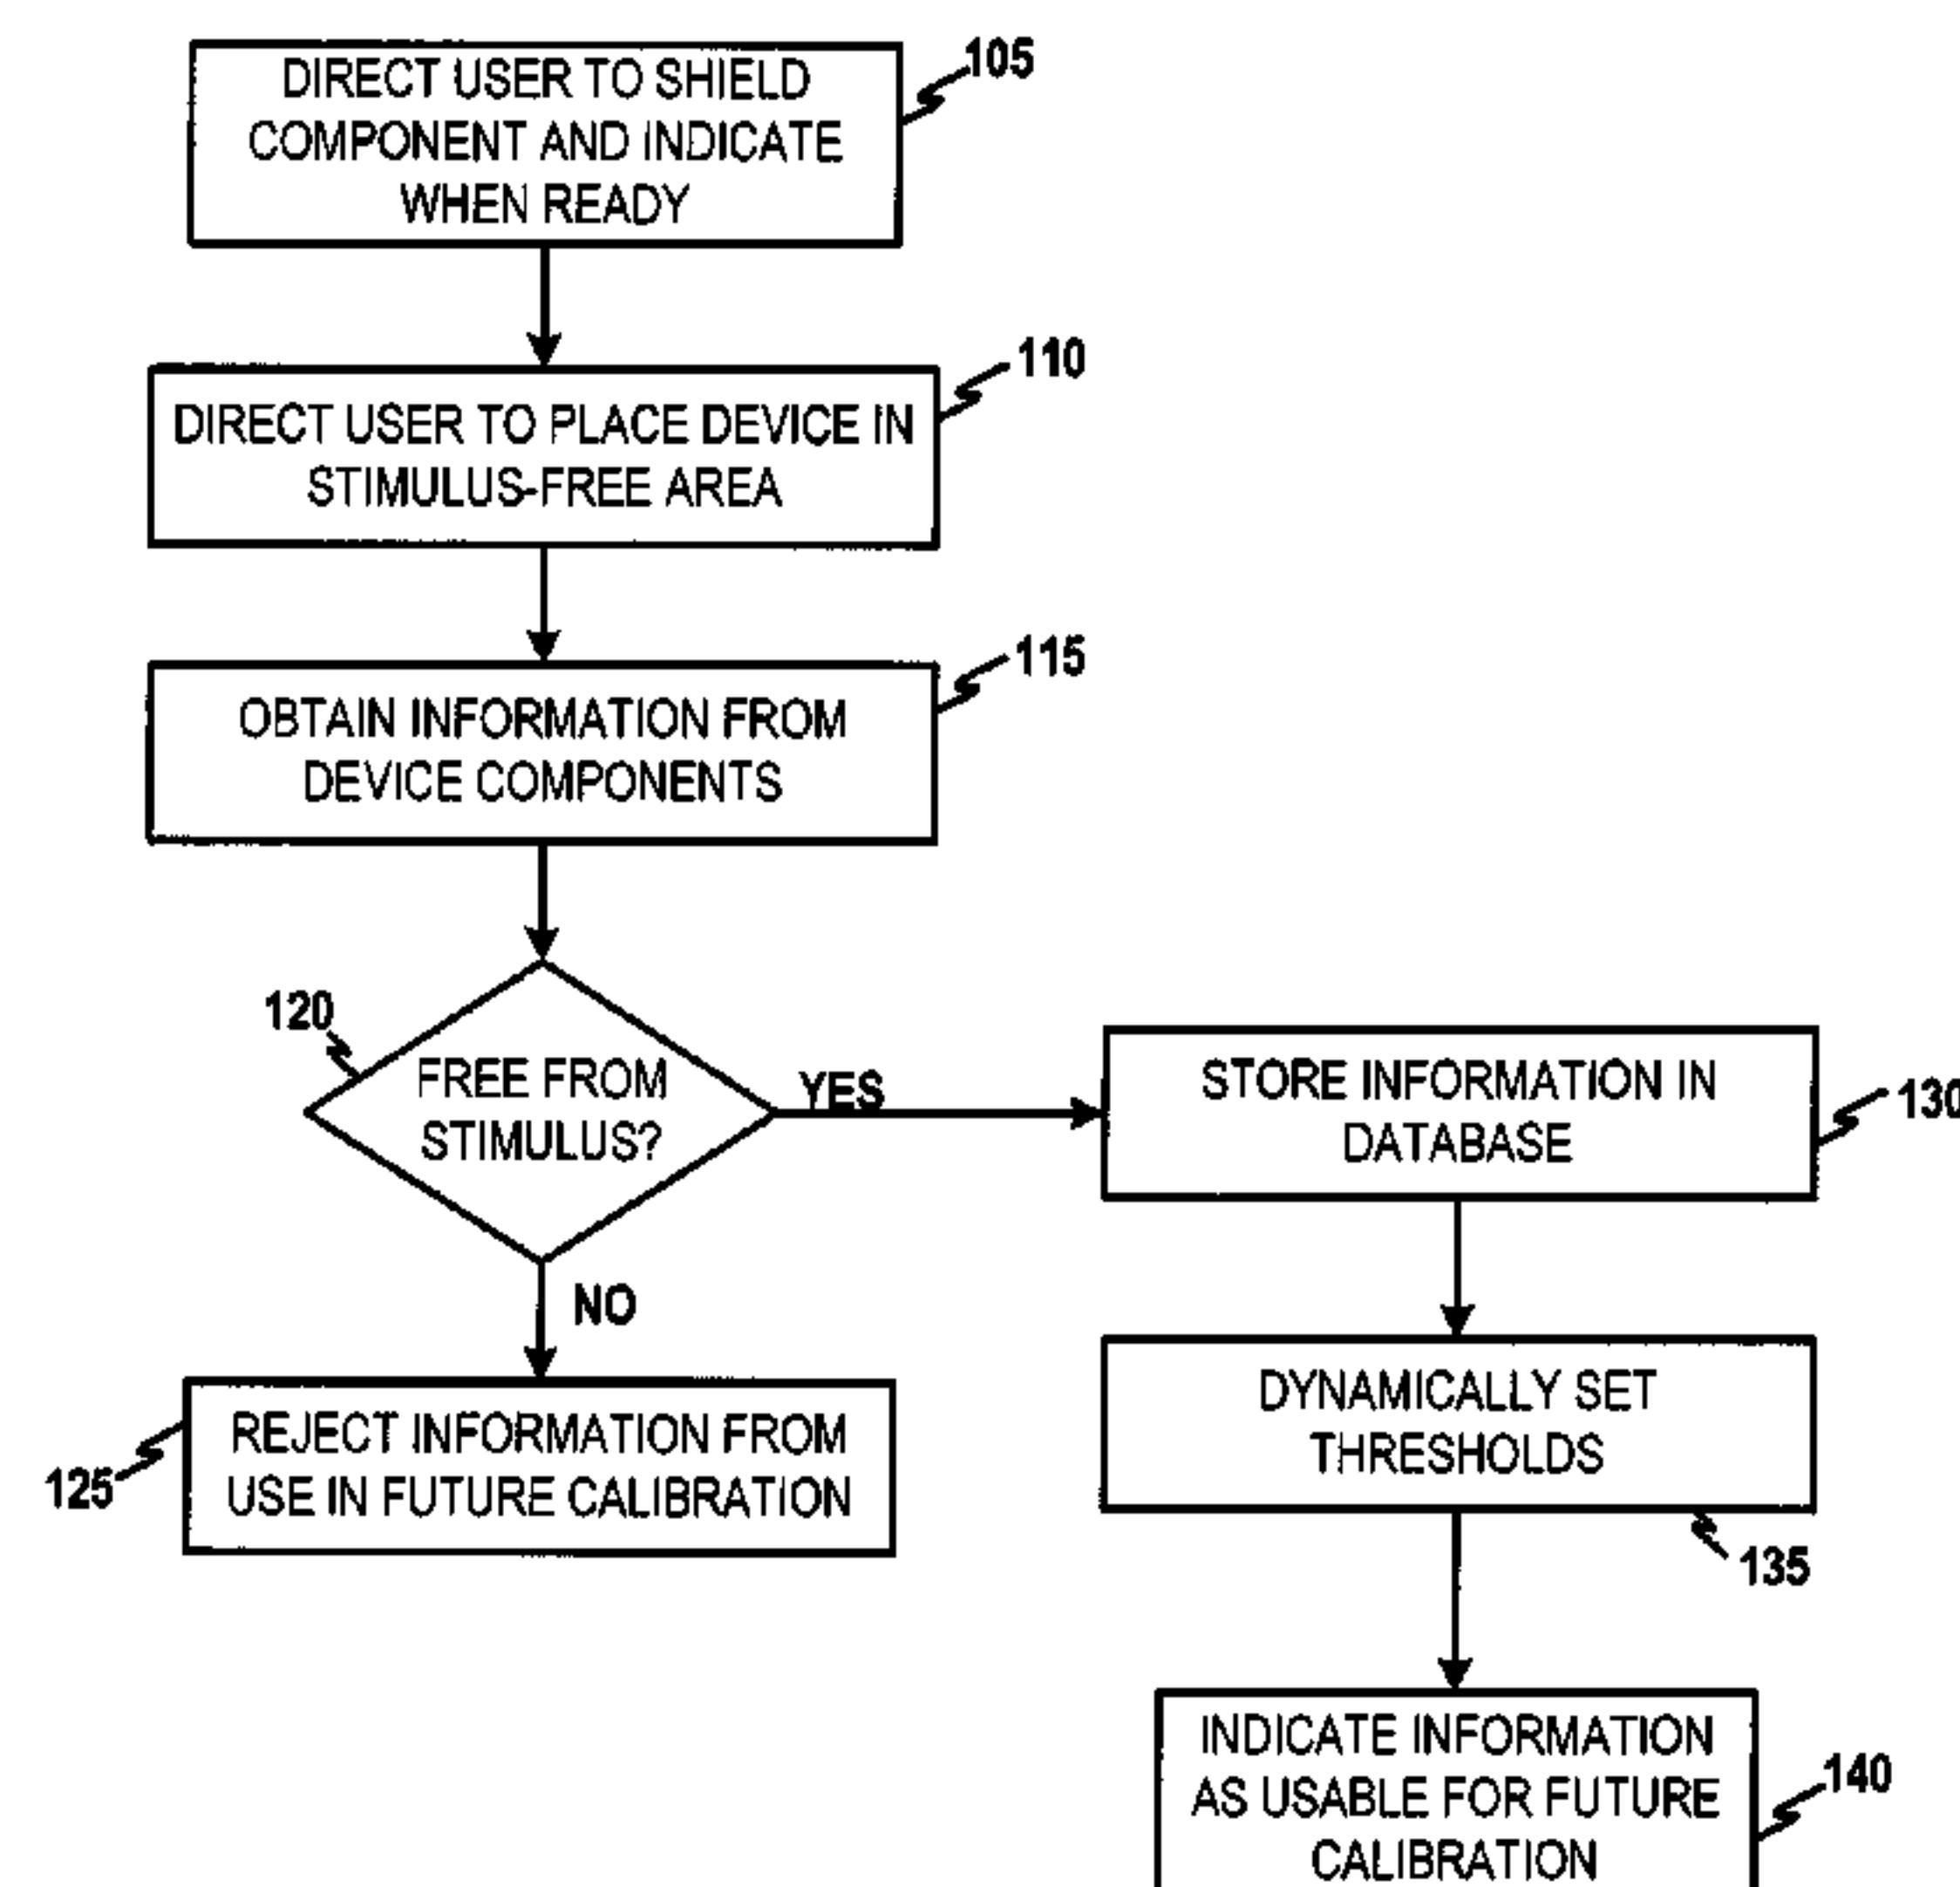 DIRECT USER TO SHIELD
COMPONENT AND INDICATE
WHEN READY
105
DIRECT USER TO PLACE DEVICE IN
STIMULUS-FREE AREA
110
OBTAIN INFORMATION FROM
DEVICE COMPONENTS
115
120
FREE FROM
STIMULUS?
YES
NO
STORE INFORMATION IN
DATABASE
130
REJECT INFORMATION FROM
USE IN FUTURE CALIBRATION
125
DYNAMICALLY SET
THRESHOLDS
135
INDICATE INFORMATION
AS USABLE FOR FUTURE
CALIBRATION
140